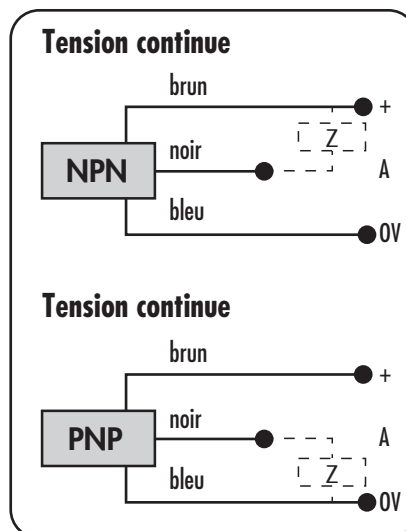 Tension continue
brun
+
Z
noir
NPN
A
bleu
0V
Tension continue
brun
+
noir
A
PNP
Z
bleu
0V